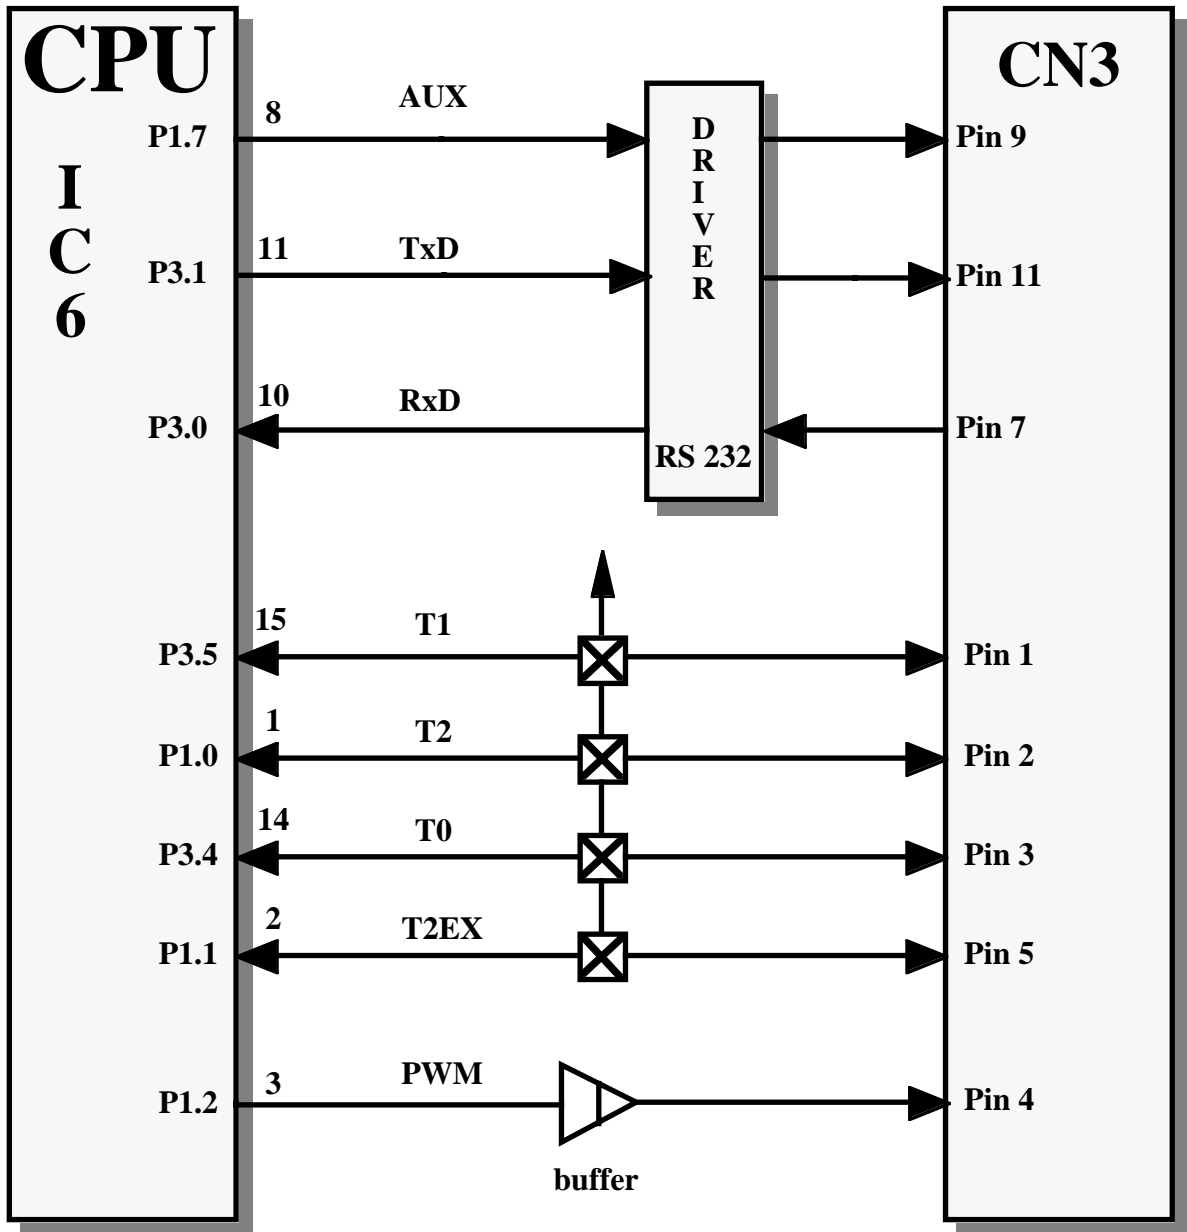 CPU
CN3
I
C
6
D
R
I
V
E
R
RS 232
P1.7
8
AUX
Pin 9
P3.1
11
TxD
Pin 11
P3.0
10
RxD
Pin 7
P3.5
15
T1
Pin 1
P1.0
1
T2
Pin 2
P3.4
14
T0
Pin 3
P1.1
2
T2EX
Pin 5
P1.2
3
PWM
Pin 4
buffer